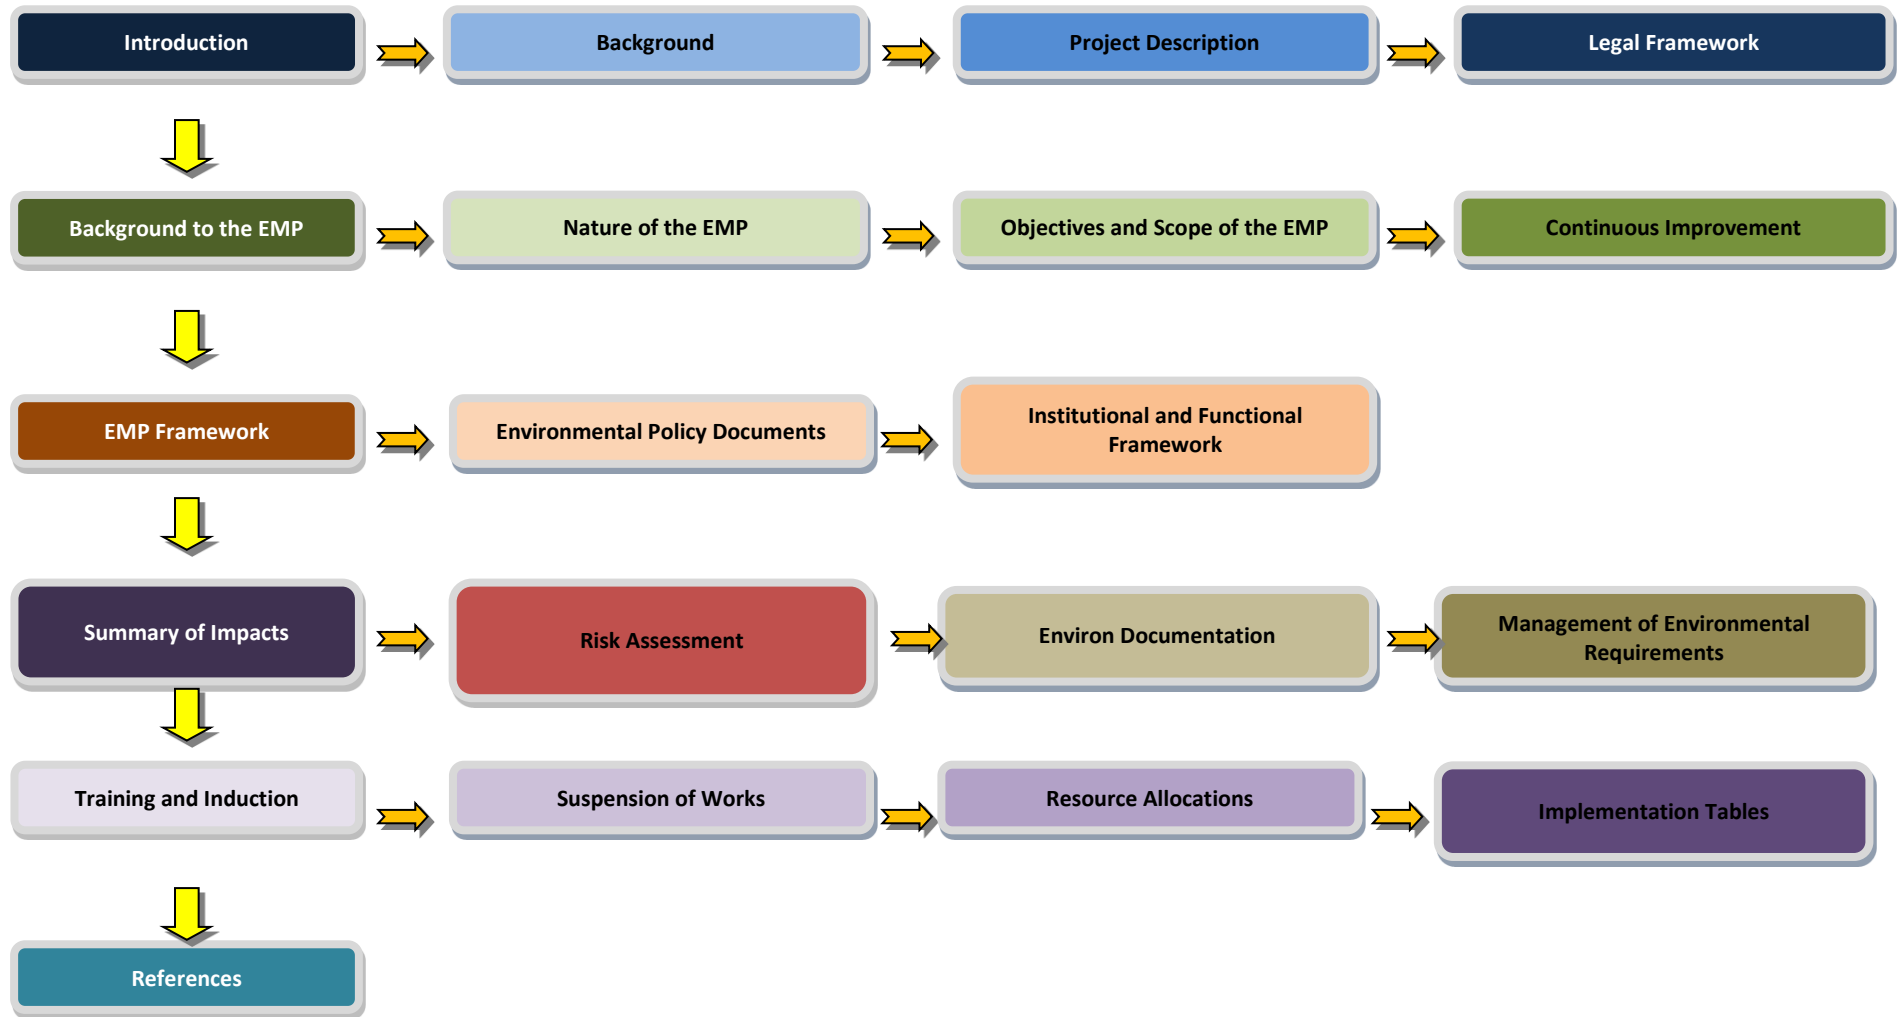 Introduction
Background
Project Description
Legal Framework
Background to the EMP
Nature of the EMP
Objectives and Scope of the EMP
Continuous Improvement
EMP Framework
Environmental Policy Documents
Institutional and Functional
Framework
Summary of Impacts
Risk Assessment
Environ Documentation
Management of Environmental
Requirements
Training and Induction
Suspension of Works
Resource Allocations
Implementation Tables
References